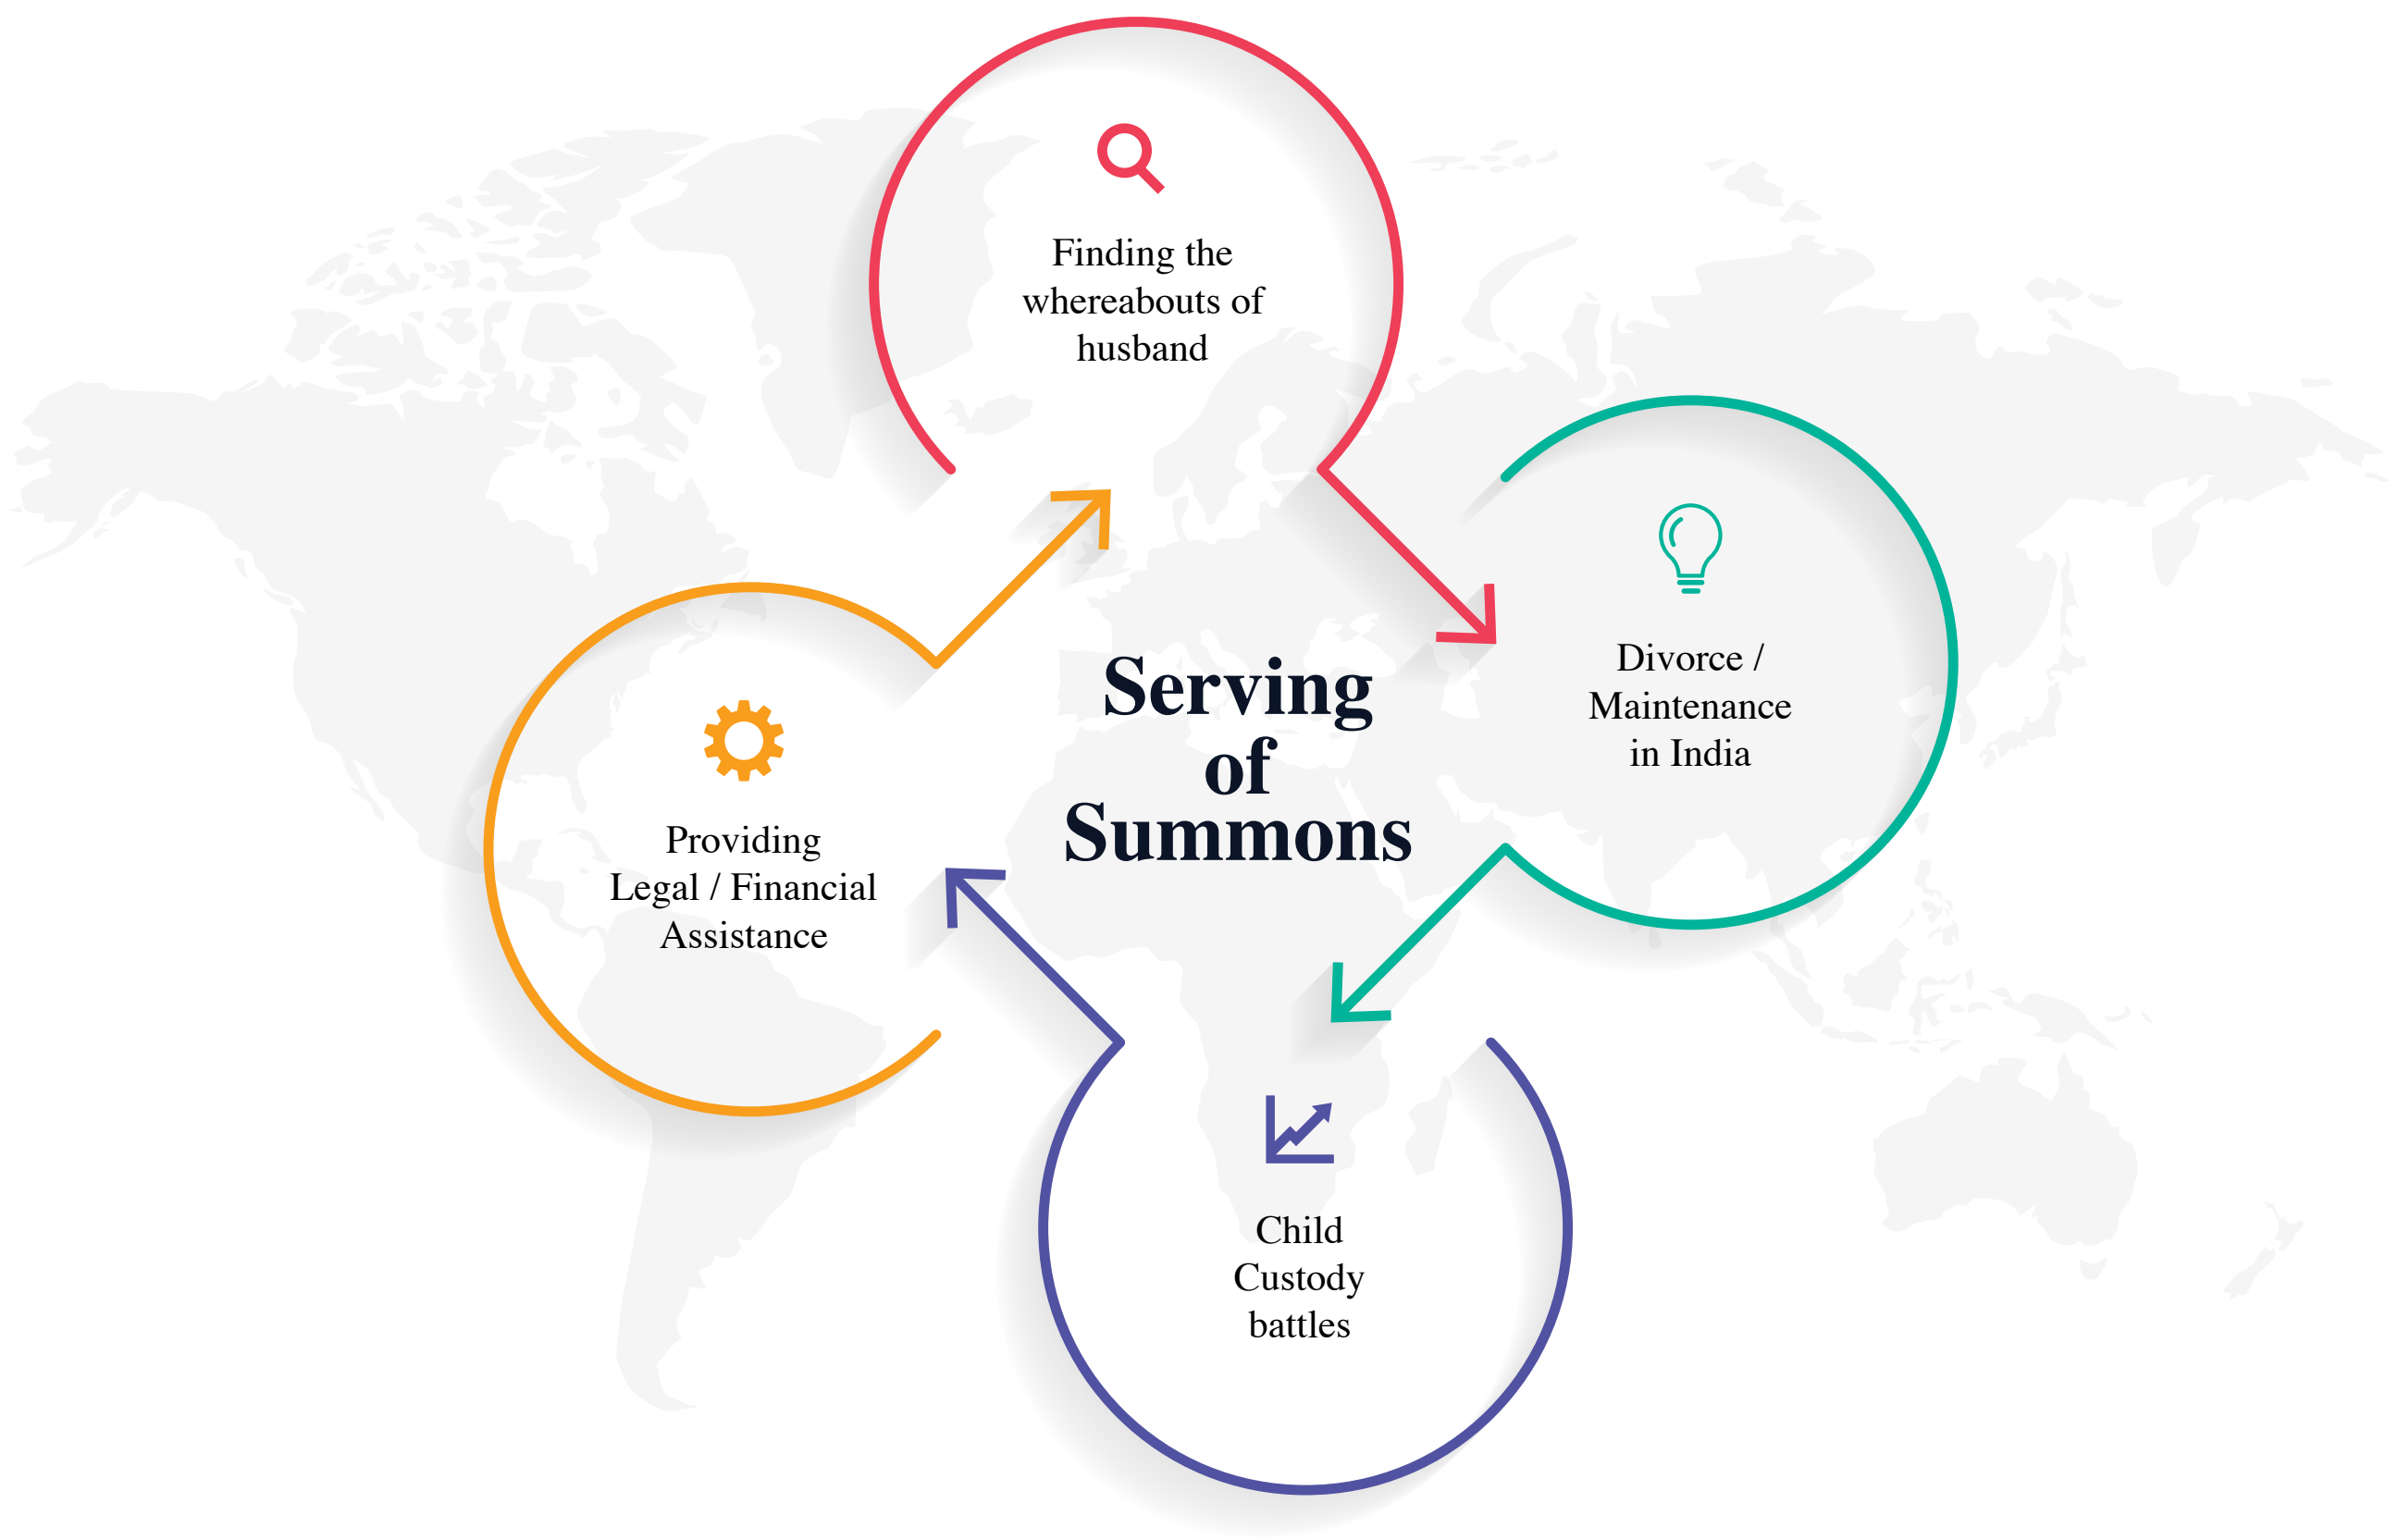 Finding the
whereabouts of
husband
Divorce /
Maintenance
in India
Serving
of
Summons
Providing
Legal / Financial
Assistance
Child
Custody
battles